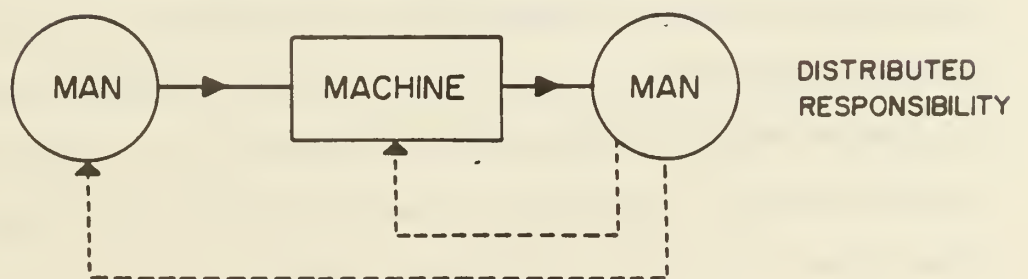 MAN
MACHINE
MAN
DISTRIBUTED
RESPONSIBILITY